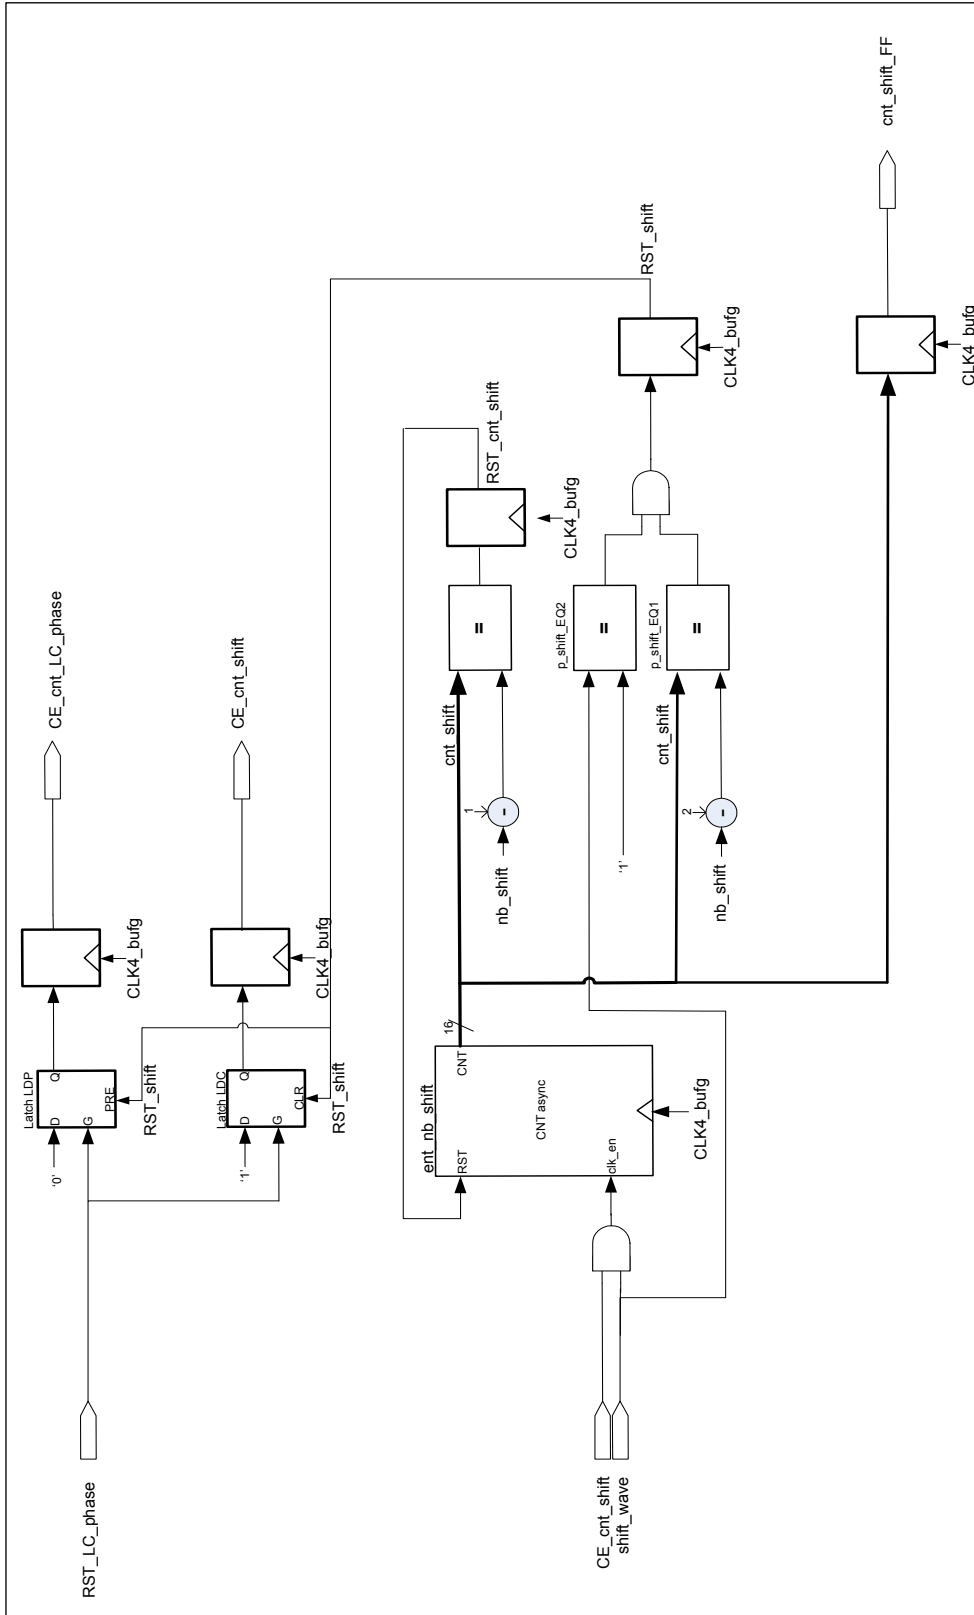 RST_LC_phase
'0'
Latch LDP
D
Q
G
PRE
RST_shift
CLK4_bufg
CE_cnt_LC_phase
'1'
Latch LDC
D
Q
G
CLR
RST_shift
CLK4_bufg
CE_cnt_shift
CE_cnt_shift
shift_wave
ent_nb_shift
RST
CNT
16
CNT async
clk_en
CLK4_bufg
cnt_shift
nb_shift
1
-
=
CLK4_bufg
RST_cnt_shift
'1'
p_shift_EQ2
=
cnt_shift
nb_shift
2
-
p_shift_EQ1
=
CLK4_bufg
RST_shift
CLK4_bufg
cnt_shift_FF